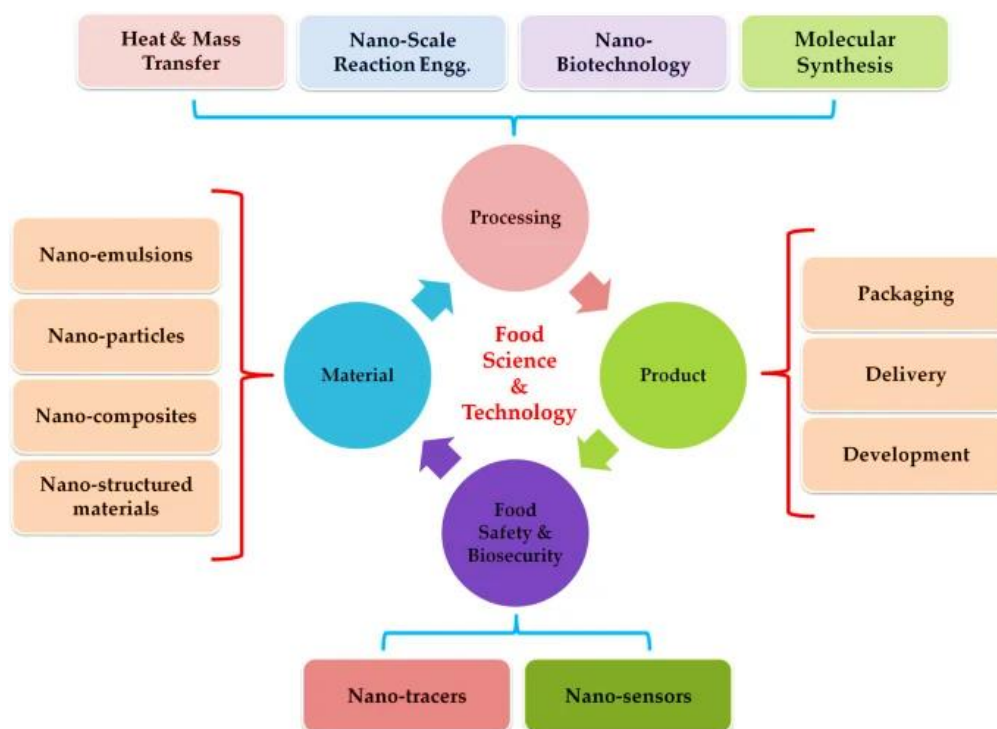 Heat & Mass
Transfer
Nano-Scale
Reaction Engg.
Nano-
Biotechnology
Molecular
Synthesis
Processing
Nano-emulsions
Nano-particles
Nano-composites
Nano-structured
materials
Material
Food
Science
&
Technology
Product
Packaging
Delivery
Development
Food
Safety &
Biosecurity
Nano-tracers
Nano-sensors